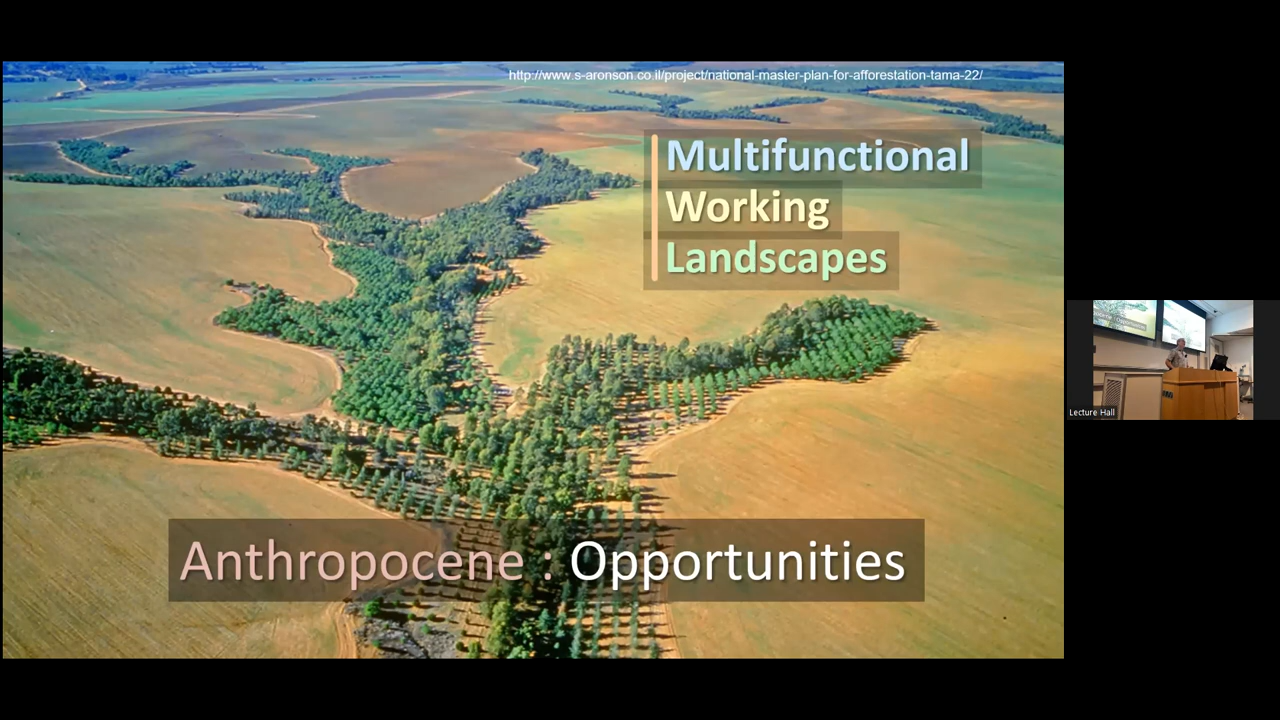 http://www.s-aronson.co.il/project/national-master-plan-for-afforestation-tama-22/
Multifunctional
Working
Landscapes
Anthropocene : Opportunities
Lecture Hall